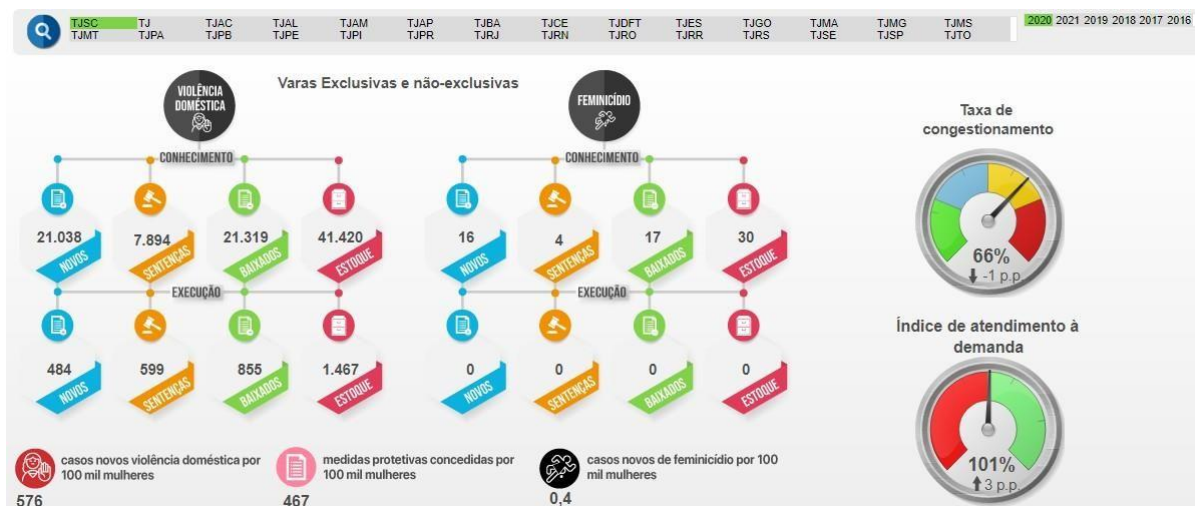 TJSC TJ TJAC TJAL TJAM TJAP TJBA TJCE TJDFT TJES TJGO TJMA TJMG TJMS
TJMT TJPA TJPB TJPE TJPI TJPR TJRJ TJRN TJRO TJRR TJRS TJSE TJSP TJTO
2020 2021 2019 2018 2017 2016
Varas Exclusivas e não-exclusivas
VIOLÊNCIA
DOMÉSTICA
CONHECIMENTO
21.038 7.894 21.319 41.420
NOVOS SENTENÇAS BAIXADOS ESTOQUE
EXECUÇÃO
484 599 855 1.467
NOVOS SENTENÇAS BAIXADOS ESTOQUE
FEMINICÍDIO
CONHECIMENTO
16 4 17 30
NOVOS SENTENÇAS BAIXADOS ESTOQUE
EXECUÇÃO
0 0 0 0
NOVOS SENTENÇAS BAIXADOS ESTOQUE
Taxa de
congestionamento
66%
-1 p.p.
Índice de atendimento à
demanda
101%
3 p.p.
casos novos violência doméstica por
100 mil mulheres
576
medidas protetivas concedidas por
100 mil mulheres
467
casos novos de feminicídio por 100
mil mulheres
0,4